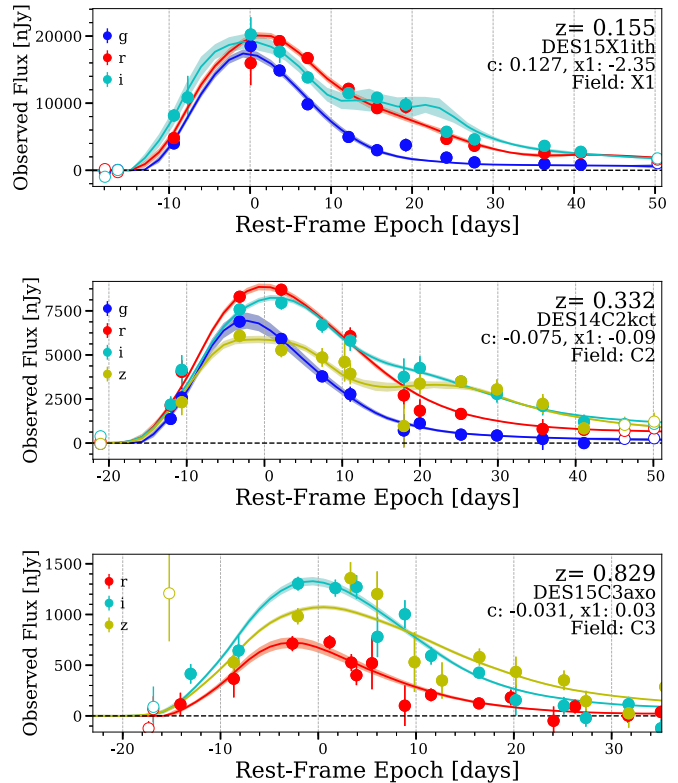 Observed Flux [nJy]
20000
10000
0
g
r
i
z = 0.155
DES15X1ith
c: 0.127, x1: -2.35
Field: X1
-10 0 10 20 30 40 50
Rest-Frame Epoch [days]
Observed Flux [nJy]
7500
5000
2500
0
g
r
i
z
z= 0.332
DES14C2kct
c: -0.075, x1: -0.09
Field: C2
-20 -10 0 10 20 30 40 50
Rest-Frame Epoch [days]
Observed Flux [nJy]
1500
1000
500
0
r
i
z
z= 0.829
DES15C3axo
c: -0.031, x1: 0.03
Field: C3
-20 -10 0 10 20 30
Rest-Frame Epoch [days]